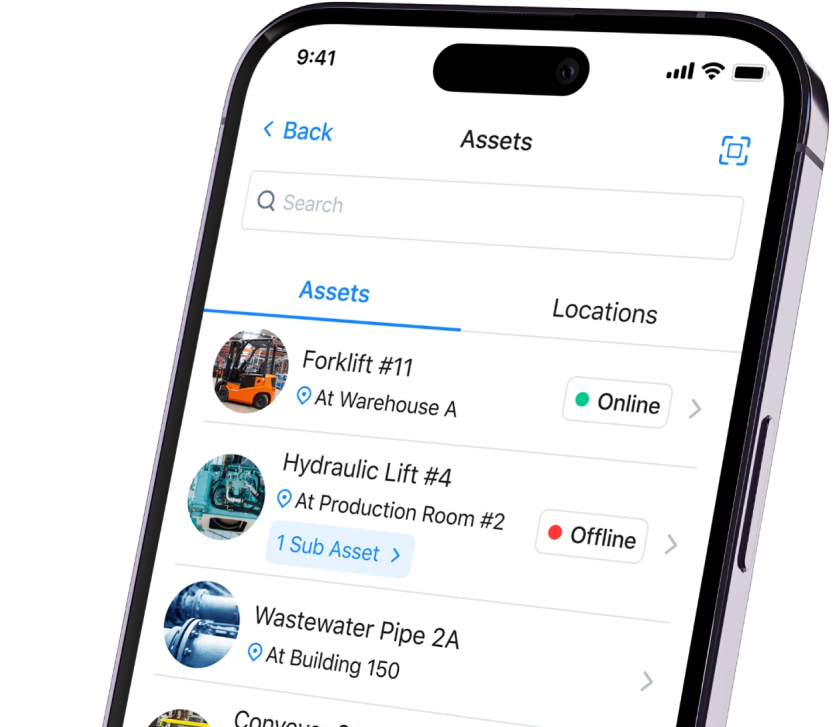 9:41
Back
Assets
Search
Assets
Locations
Forklift #11
At Warehouse A
Online
Hydraulic Lift #4
At Production Room #2
Offline
1 Sub Asset
Wastewater Pipe 2A
At Building 150